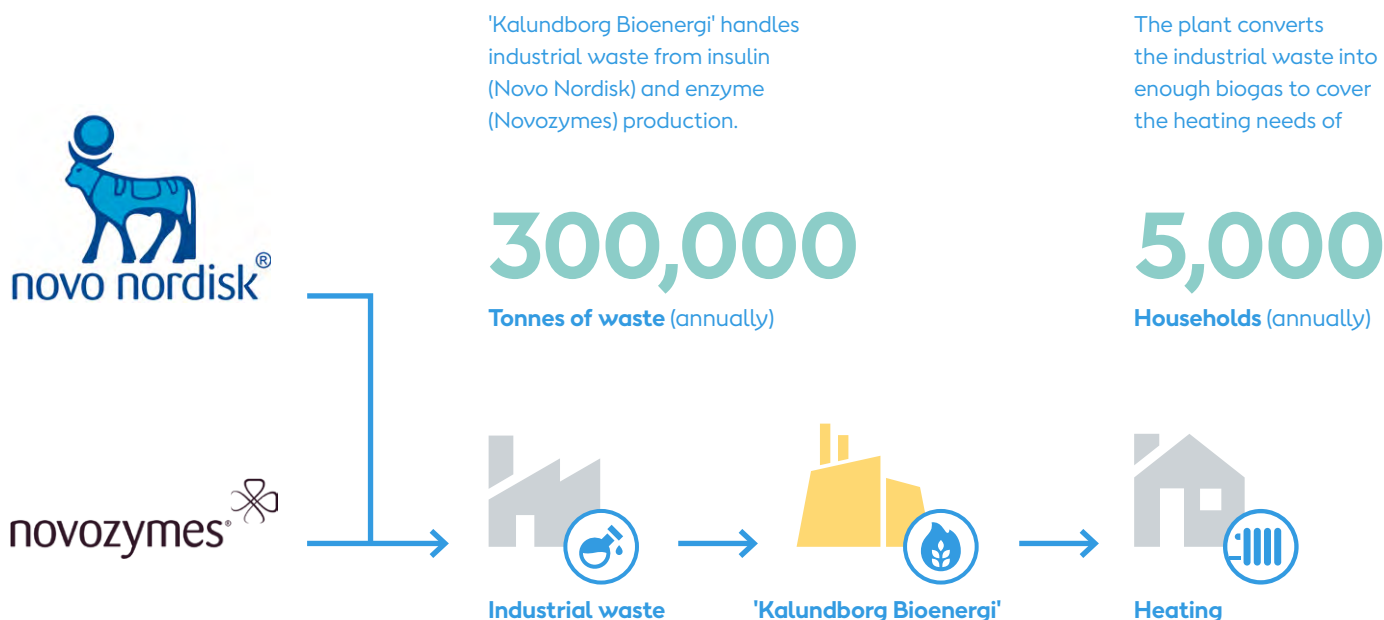 'Kalundborg Bioenergi' handles
industrial waste from insulin
(Novo Nordisk) and enzyme
(Novozymes) production.
The plant converts
the industrial waste into
enough biogas to cover
the heating needs of
novo nordisk®
300,000
Tonnes of waste (annually)
5,000
Households (annually)
novozymes®
Industrial waste
'Kalundborg Bioenergi'
Heating